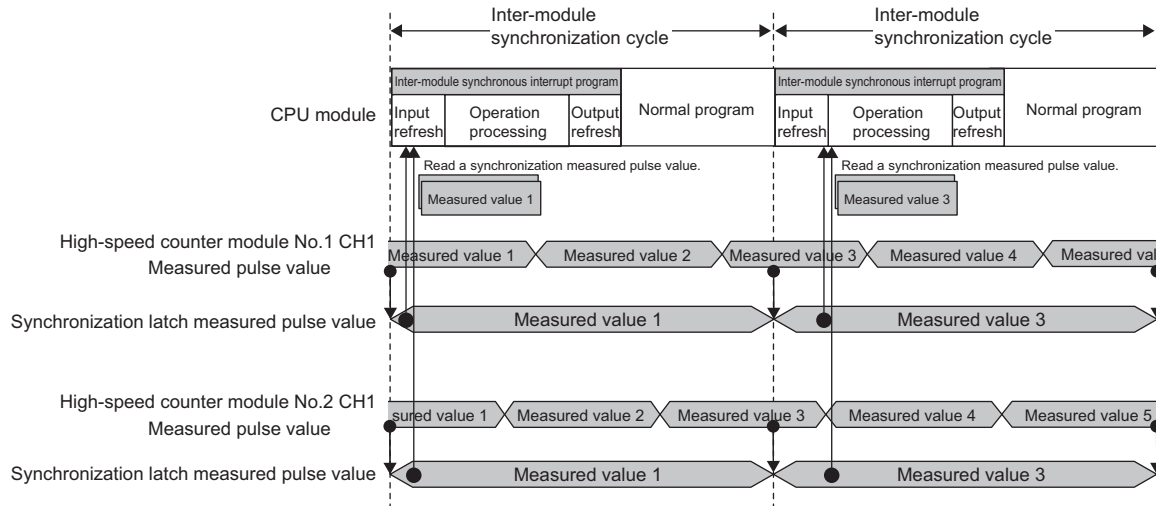 Inter-module
synchronization cycle
Inter-module
synchronization cycle
CPU module
Inter-module synchronous interrupt program
Input
refresh
Operation
processing
Output
refresh
Normal program
Inter-module synchronous interrupt program
Input
refresh
Operation
processing
Output
refresh
Normal program
Read a synchronization measured pulse value.
Measured value 1
Read a synchronization measured pulse value.
Measured value 3
High-speed counter module No.1 CH1
Measured pulse value
Measured value 1
Measured value 2
Measured value 3
Measured value 4
Measured val
Synchronization latch measured pulse value
Measured value 1
Measured value 3
High-speed counter module No.2 CH1
Measured pulse value
sured value 1
Measured value 2
Measured value 3
Measured value 4
Measured value 5
Synchronization latch measured pulse value
Measured value 1
Measured value 3